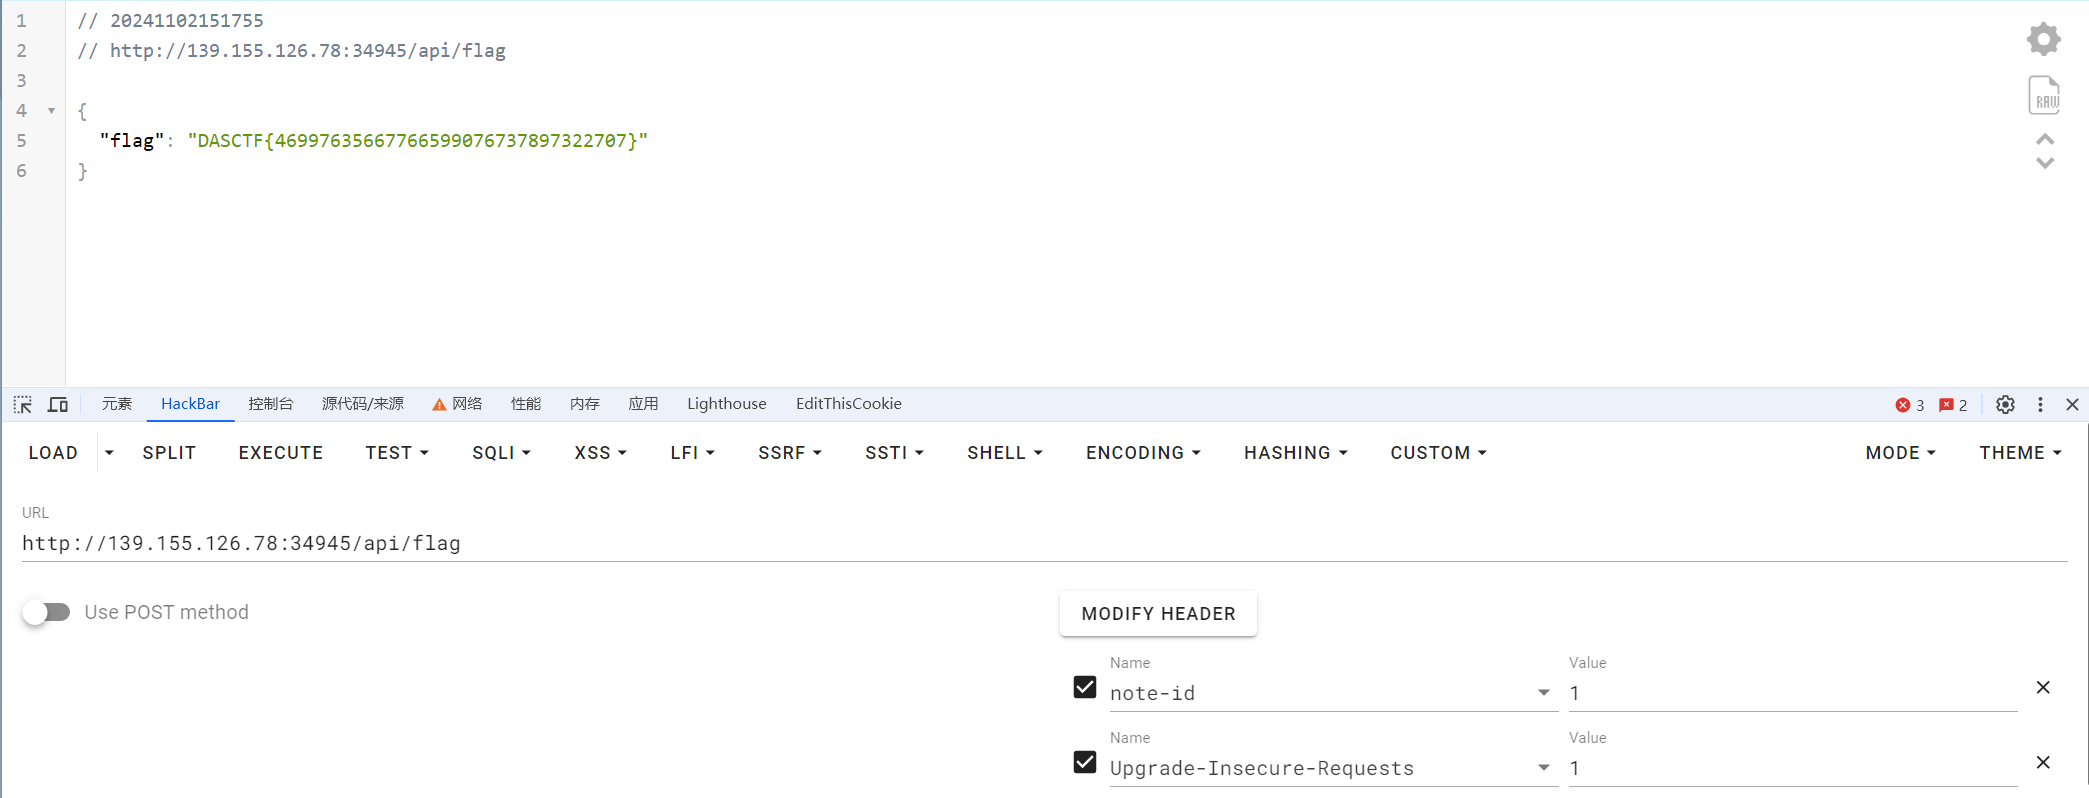 1 // 20241102151755
2 // http://139.155.126.78:34945/api/flag
3
4 {
5 "flag": "DASCTF{46997635667766599076737897322707}"
6 }
RAW
元素 HackBar 控制台 源代码/来源 网络 性能 内存 应用 Lighthouse EditThisCookie 3 2
LOAD SPLIT EXECUTE TEST SQLI XSS LFI SSRF SSTI SHELL ENCODING HASHING CUSTOM MODE THEME
URL
http://139.155.126.78:34945/api/flag
Use POST method MODIFY HEADER
Name Value
note-id 1
Name Value
Upgrade-Insecure-Requests 1